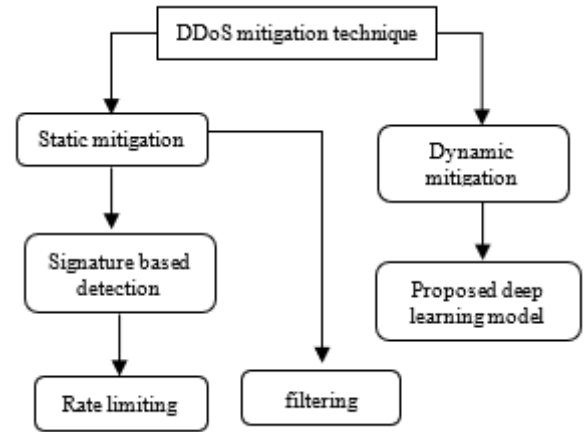 DDoS mitigation technique
Static mitigation
Dynamic
mitigation
Signature based
detection
Proposed deep
learning model
Rate limiting
filtering